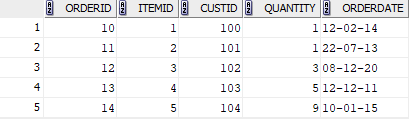 ORDERID ITEMID CUSTID QUANTITY ORDERDATE
1 10 1 100 1 12-02-14
2 11 2 101 1 22-07-13
3 12 3 102 3 08-12-20
4 13 4 103 5 12-12-11
5 14 5 104 9 10-01-15